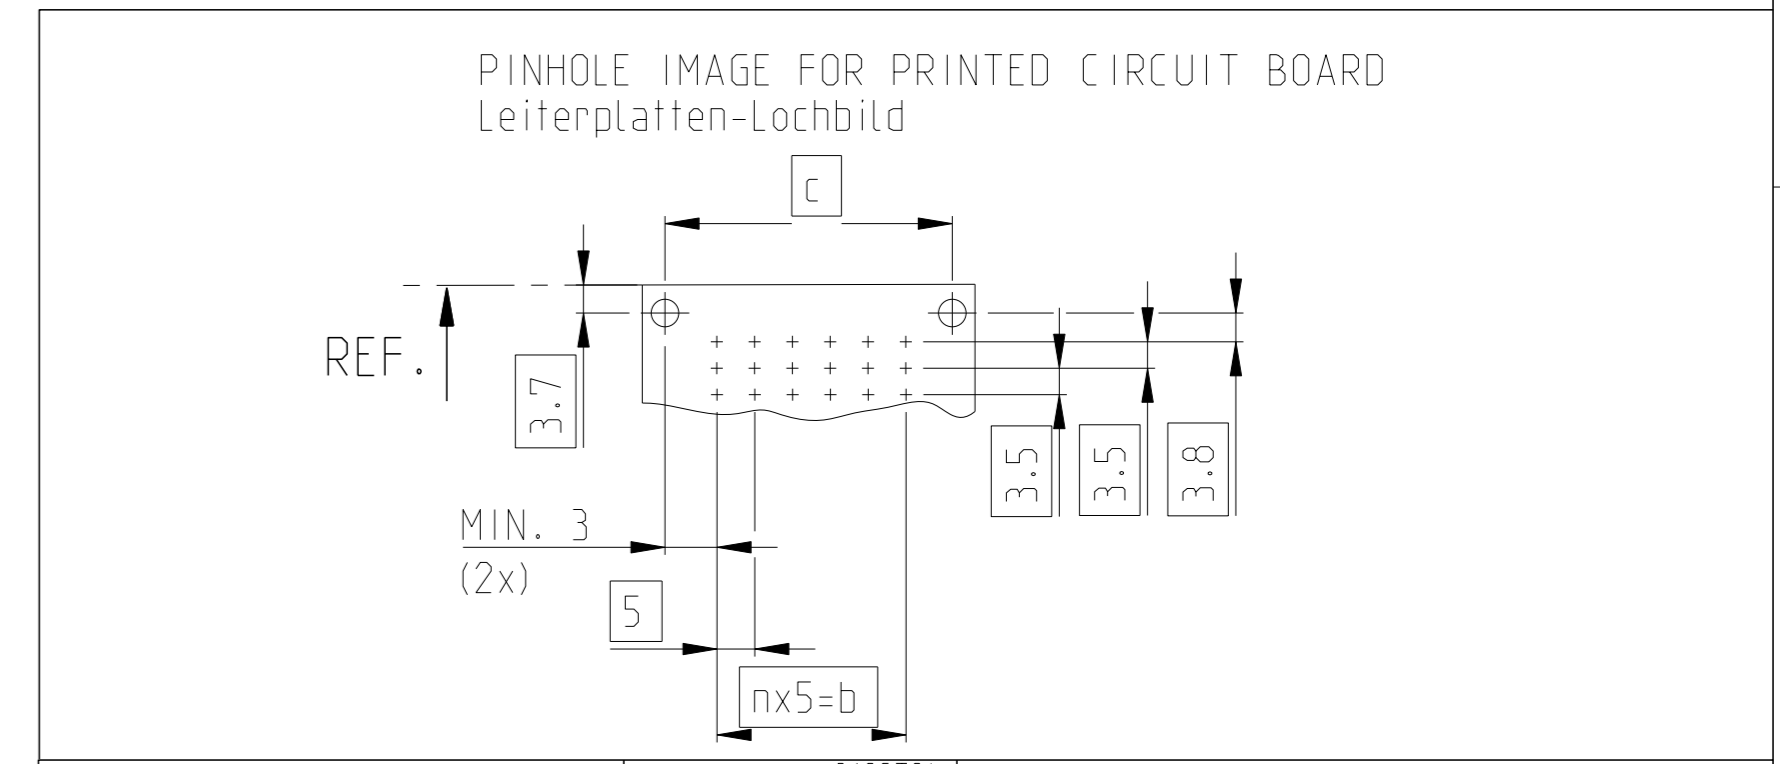 PINHOLE IMAGE FOR PRINTED CIRCUIT BOARD
Leiterplatten-Lochbild
c
REF.
3.7
3.5
3.5
3.8
MIN. 3
(2x)
5
nx5=b